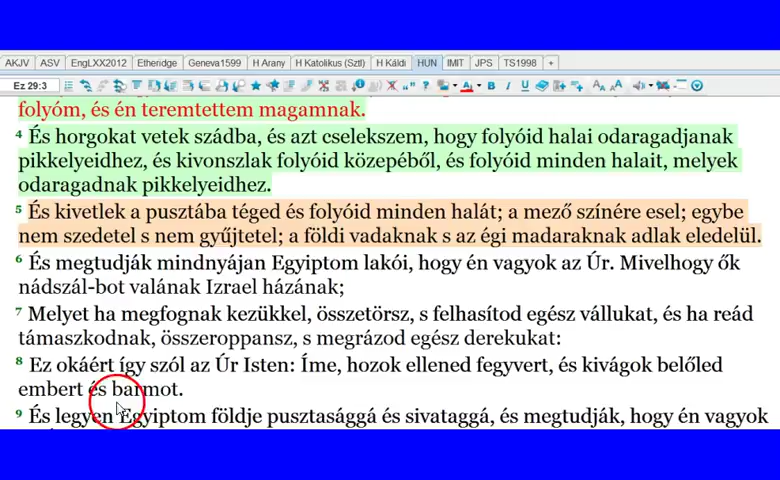 AKJV ASV EngLXX2012 Etheridge Geneva1599 H Arany H Katolikus (Sztl) H Káldi HUN IMIT JPS TS1998 +
Ez 29:3
folyóm, és én teremtettem magamnak.
4 És horgokat vetek szádba, és azt cselekszem, hogy folyóid halai odaragadjanak
pikkelyeidhez, és kivonszlak folyóid közepéből, és folyóid minden halait, melyek
odaragadnak pikkelyeidhez.
5 És kivetlek a pusztába téged és folyóid minden halát; a mező színére esel; egybe
nem szedetel s nem gyűjtetel; a földi vadaknak s az égi madaraknak adlak eledelül.
6 És megtudják mindnyájan Egyiptom lakói, hogy én vagyok az Úr. Mivelhogy ők
nádszál-bot valának Izrael házának;
7 Melyet ha megfognak kezükkel, összetörsz, s felhasítod egész vállukat, és ha reád
támaszkodnak, összeroppansz, s megrázod egész derekukat:
8 Ez okáért így szól az Úr Isten: Íme, hozok ellened fegyvert, és kivágok belőled
embert és barmot.
9 És legyen Egyiptom földje pusztasággá és sivataggá, és megtudják, hogy én vagyok